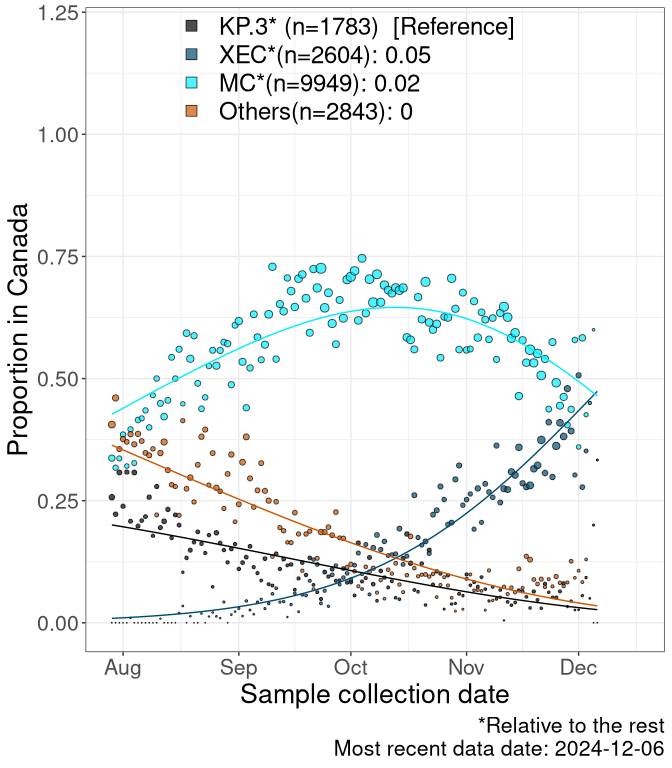 KP.3* (n=1783)  [Reference]
XEC*(n=2604): 0.05
MC*(n=9949): 0.02
Others(n=2843): 0
Proportion in Canada
1.25
1.00
0.75
0.50
0.25
0.00
Aug Sep Oct Nov Dec
Sample collection date
*Relative to the rest
Most recent data date: 2024-12-06